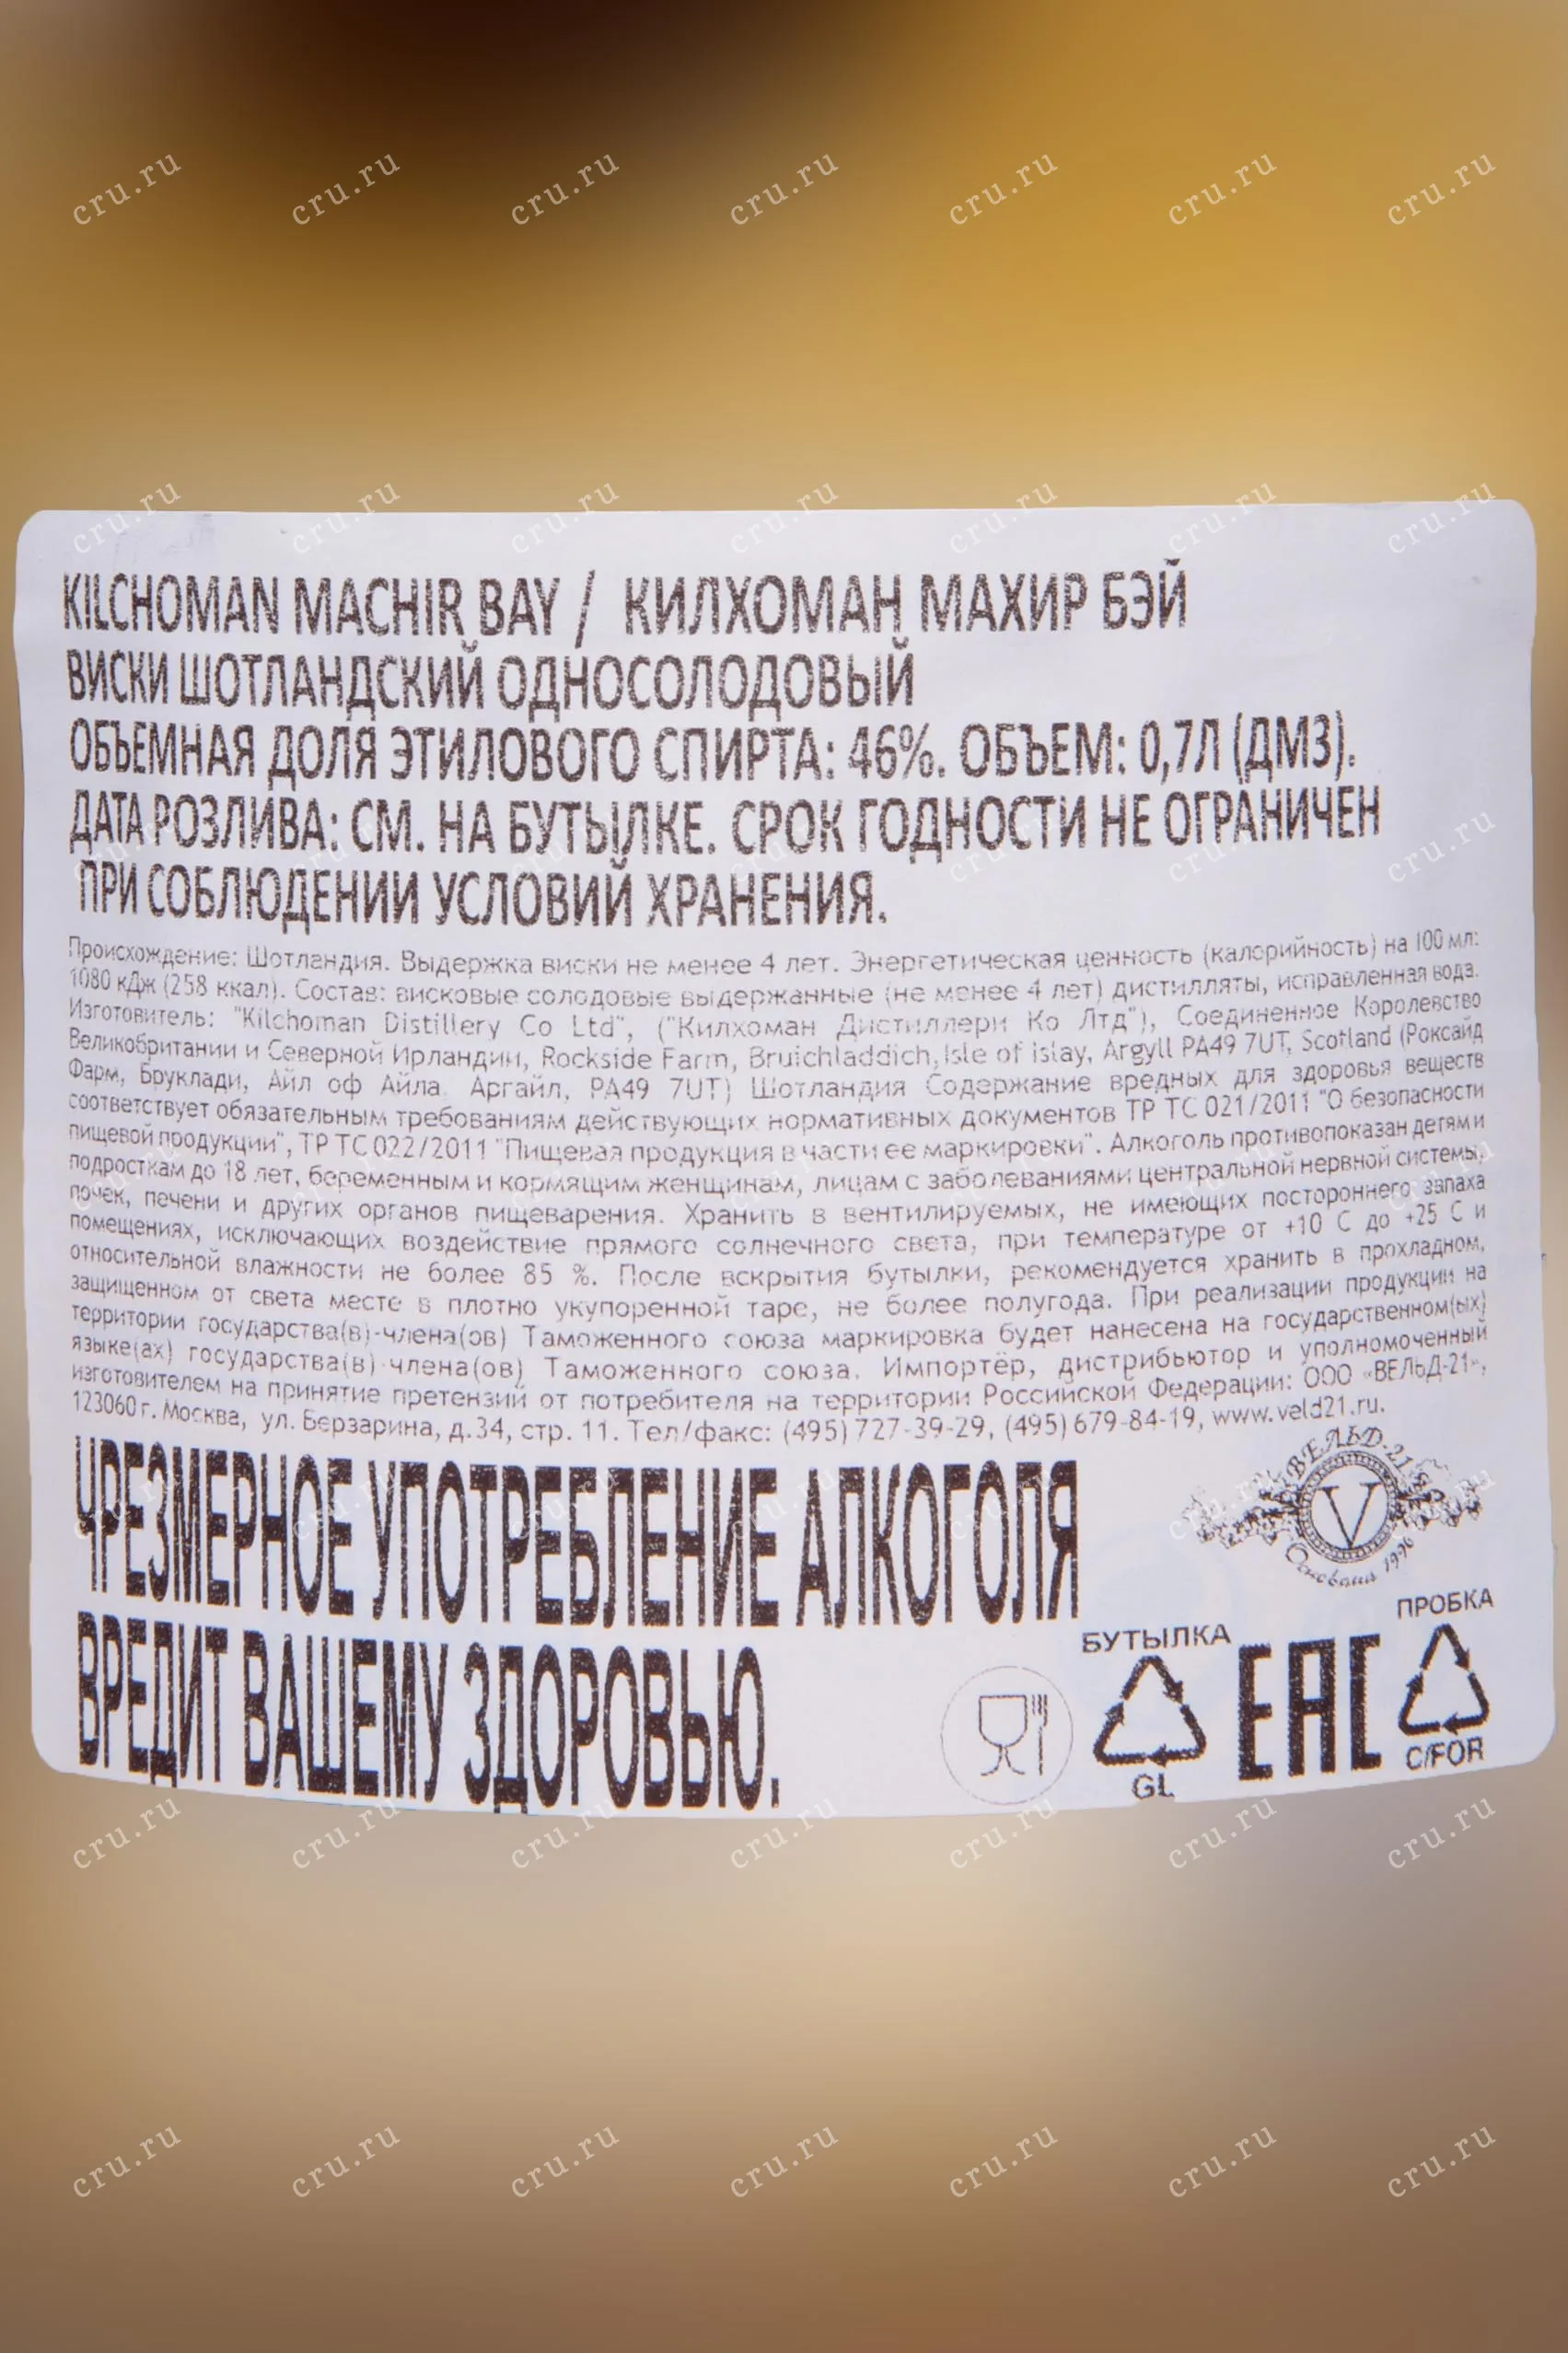 KILCHOMAN MACHIR BAY / КИЛХОМАН МАХИР БЭЙ
ВИСКИ ШОТЛАНДСКИЙ ОДНОСОЛОДОВЫЙ
ОБЪЕМНАЯ ДОЛЯ ЭТИЛОВОГО СПИРТА: 46%. ОБЪЕМ: 0,7Л (ДМ3).
ДАТА РОЗЛИВА: СМ. НА БУТЫЛКЕ. СРОК ГОДНОСТИ НЕ ОГРАНИЧЕН
ПРИ СОБЛЮДЕНИИ УСЛОВИЙ ХРАНЕНИЯ.
Происхождение: Шотландия. Выдержка виски не менее 4 лет. Энергетическая ценность (калорийность) на 100 мл:
1080 кДж (258 ккал). Состав: висковые солодовые выдержанные (не менее 4 лет) дистилляты, исправленная вода.
Изготовитель: "Kilchoman Distillery Co Ltd", ("Килхоман Дистиллери Ко Лтд"), Соединенное Королевство
Великобритании и Северной Ирландии, Rockside Farm, Bruichladdich, Isle of islay, Argyll PA49 7UT, Scotland (Роксайд
Фарм, Бруклади, Айл оф Айла. Аргайл, PA49 7UT) Шотландия Содержание вредных для здоровья веществ
соответствует обязательным требованиям действующих нормативных документов ТР ТС 021/2011 "О безопасности
пищевой продукции", ТР ТС 022/2011 "Пищевая продукция в части ее маркировки". Алкоголь противопоказан детям и
подросткам до 18 лет, беременным и кормящим женщинам, лицам с заболеваниями центральной нервной системы,
почек, печени и других органов пищеварения. Хранить в вентилируемых, не имеющих постороннего запаха
помещениях, исключающих воздействие прямого солнечного света, при температуре от +10 С до +25 С и
относительной влажности не более 85 %. После вскрытия бутылки, рекомендуется хранить в прохладном,
защищенном от света месте в плотно укупоренной таре, не более полугода. При реализации продукции на
территории государства(в)-члена(ов) Таможенного союза маркировка будет нанесена на государственном(ых)
языке(ах) государства(в)-члена(ов) Таможенного союза. Импортёр, дистрибьютор и уполномоченный
изготовителем на принятие претензий от потребителя на территории Российской Федерации: ООО «ВЕЛЬД-21»,
123060 г. Москва, ул. Берзарина, д.34, стр. 11. Тел/факс: (495) 727-39-29, (495) 679-84-19, www.veld21.ru.
ЧРЕЗМЕРНОЕ УПОТРЕБЛЕНИЕ АЛКОГОЛЯ
ВРЕДИТ ВАШЕМУ ЗДОРОВЬЮ.
ВЕЛЬД-21
V
Основана 1996
БУТЫЛКА
GL
EAC
ПРОБКА
C/FOR
cru.ru